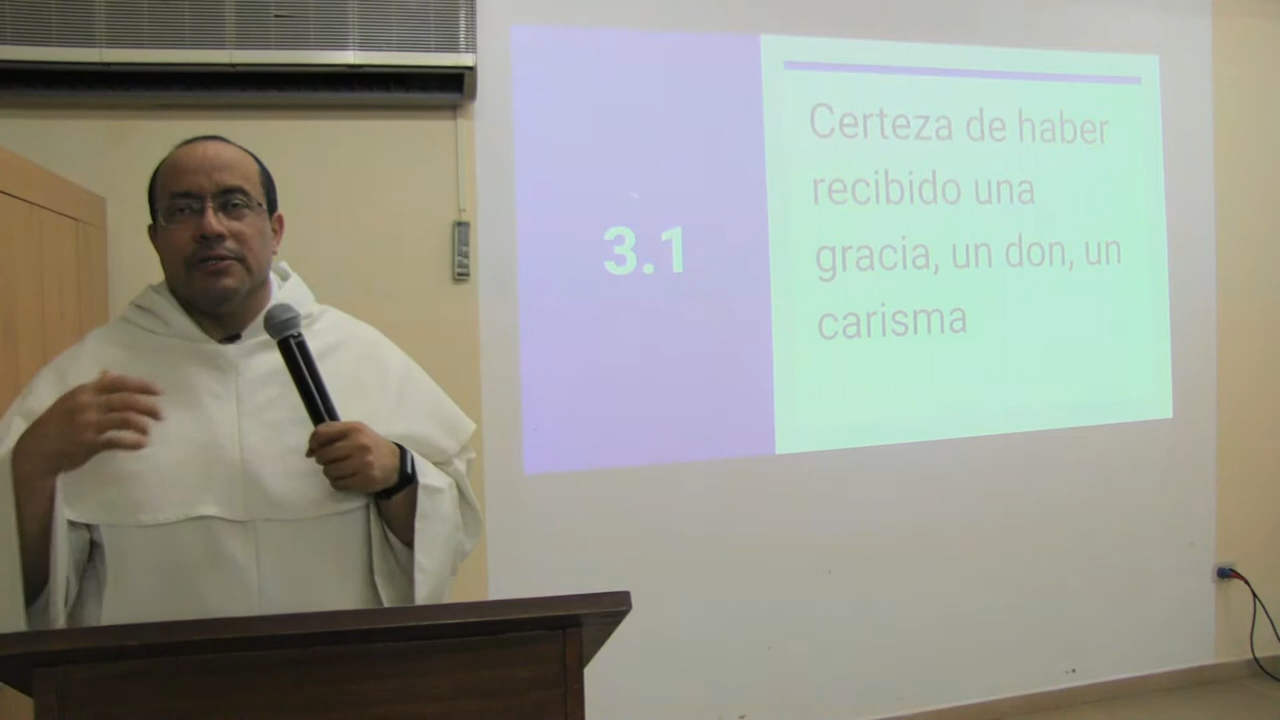 3.1
Certeza de haber
recibido una
gracia, un don, un
carisma